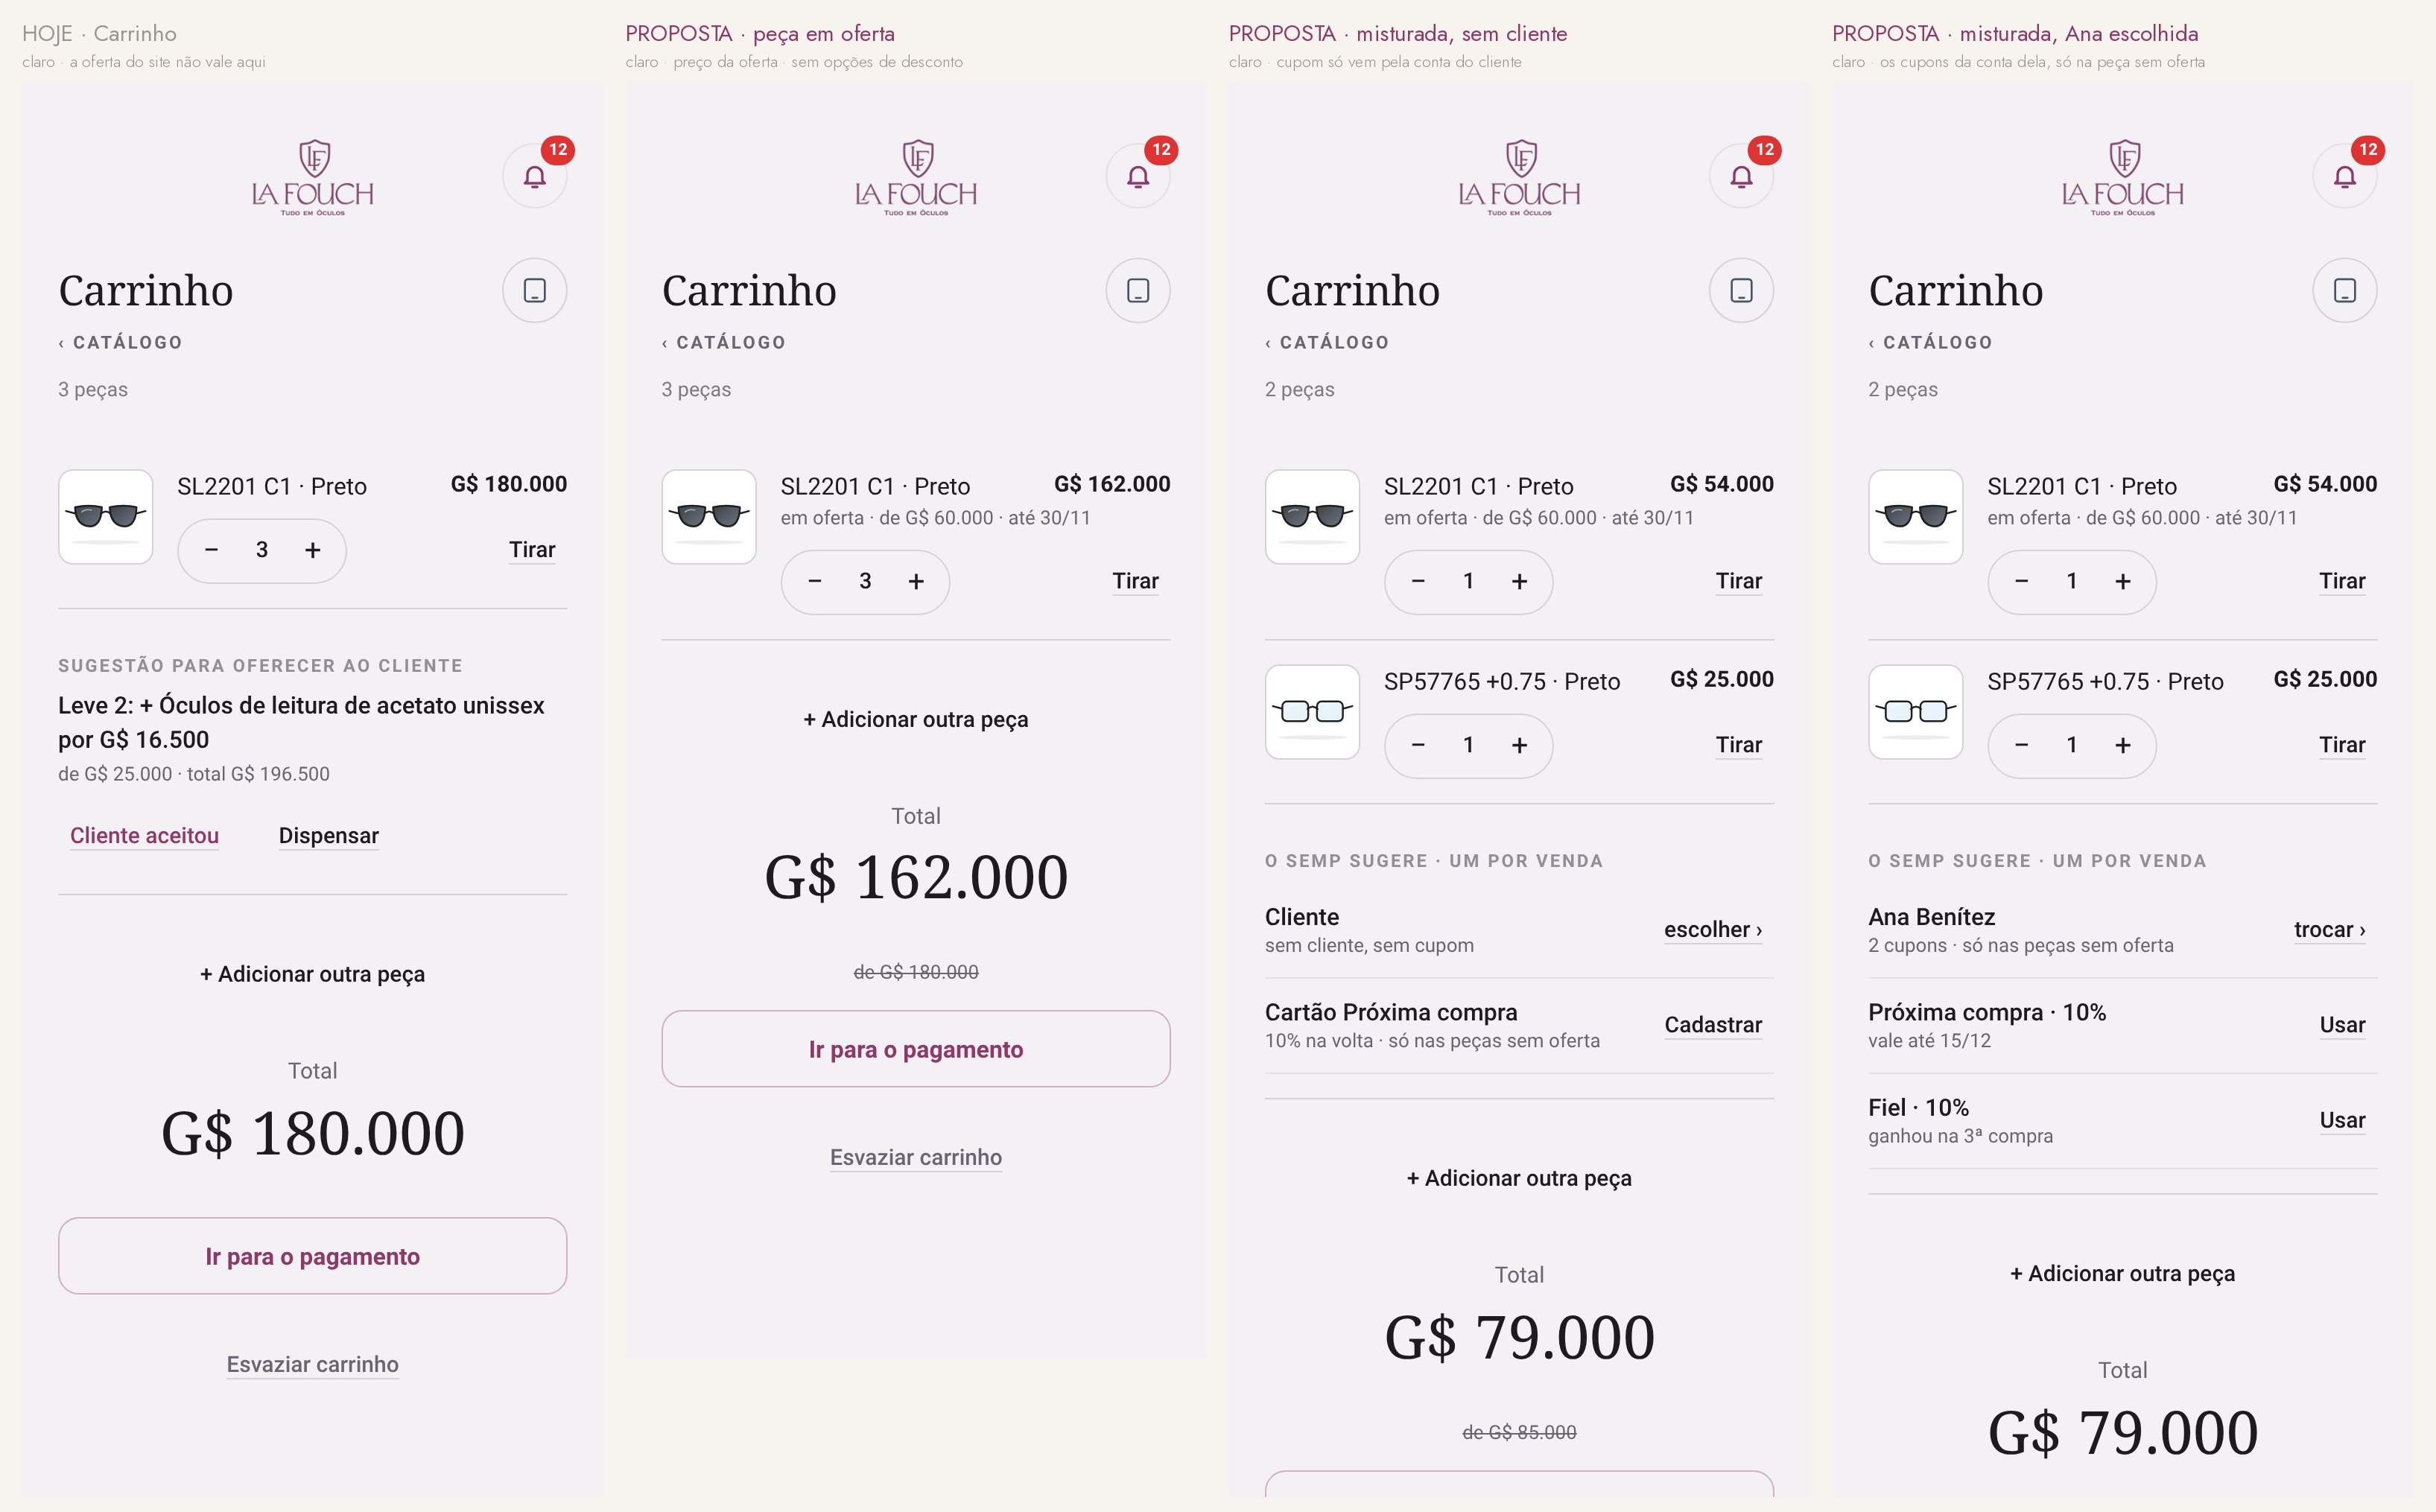 HOJE · Carrinho
claro · a oferta do site não vale aqui
LF
LA FOUCH
TUDO EM ÓCULOS
12
Carrinho
‹ CATÁLOGO
3 peças
SL2201 C1 · Preto
G$ 180.000
− 3 +
Tirar
SUGESTÃO PARA OFERECER AO CLIENTE
Leve 2: + Óculos de leitura de acetato unissex
por G$ 16.500
de G$ 25.000 · total G$ 196.500
Cliente aceitou
Dispensar
+ Adicionar outra peça
Total
G$ 180.000
Ir para o pagamento
Esvaziar carrinho
PROPOSTA · peça em oferta
claro · preço da oferta · sem opções de desconto
LF
LA FOUCH
TUDO EM ÓCULOS
12
Carrinho
‹ CATÁLOGO
3 peças
SL2201 C1 · Preto
G$ 162.000
em oferta · de G$ 60.000 · até 30/11
− 3 +
Tirar
+ Adicionar outra peça
Total
G$ 162.000
de G$ 180.000
Ir para o pagamento
Esvaziar carrinho
PROPOSTA · misturada, sem cliente
claro · cupom só vem pela conta do cliente
LF
LA FOUCH
TUDO EM ÓCULOS
12
Carrinho
‹ CATÁLOGO
2 peças
SL2201 C1 · Preto
G$ 54.000
em oferta · de G$ 60.000 · até 30/11
− 1 +
Tirar
SP57765 +0.75 · Preto
G$ 25.000
− 1 +
Tirar
O SEMP SUGERE · UM POR VENDA
Cliente
sem cliente, sem cupom
escolher ›
Cartão Próxima compra
10% na volta · só nas peças sem oferta
Cadastrar
+ Adicionar outra peça
Total
G$ 79.000
de G$ 85.000
PROPOSTA · misturada, Ana escolhida
claro · os cupons da conta dela, só na peça sem oferta
LF
LA FOUCH
TUDO EM ÓCULOS
12
Carrinho
‹ CATÁLOGO
2 peças
SL2201 C1 · Preto
G$ 54.000
em oferta · de G$ 60.000 · até 30/11
− 1 +
Tirar
SP57765 +0.75 · Preto
G$ 25.000
− 1 +
Tirar
O SEMP SUGERE · UM POR VENDA
Ana Benítez
2 cupons · só nas peças sem oferta
trocar ›
Próxima compra · 10%
vale até 15/12
Usar
Fiel · 10%
ganhou na 3ª compra
Usar
+ Adicionar outra peça
Total
G$ 79.000